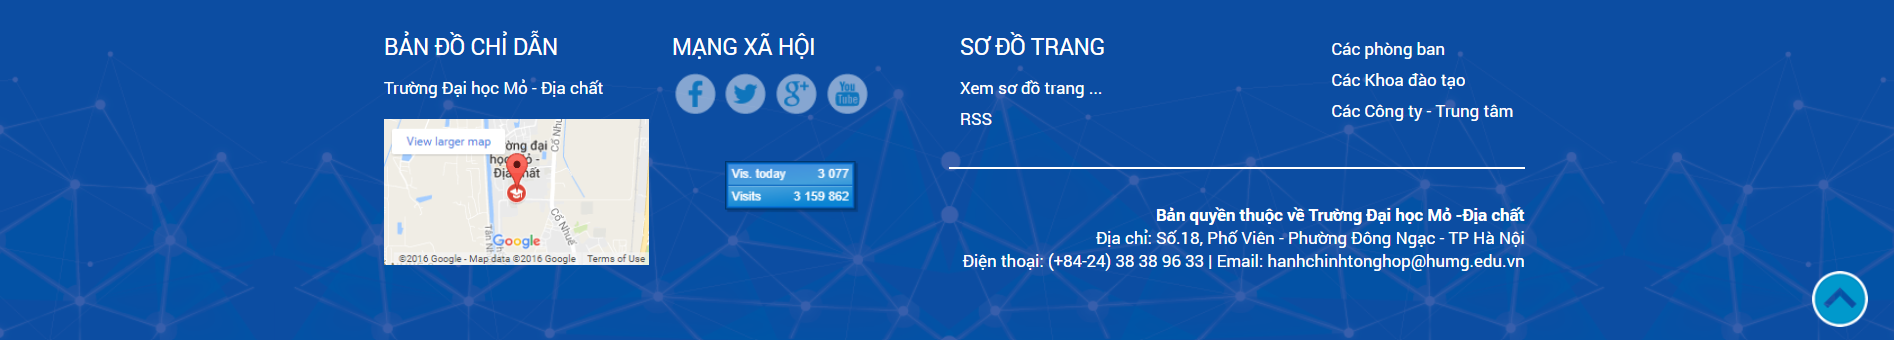 BẢN ĐỒ CHỈ DẪN
Trường Đại học Mỏ - Địa chất
View larger map
ờng đại
học Mỏ -
Địa chất
Cổ Nhuế
Google
©2016 Google - Map data ©2016 Google Terms of Use
MẠNG XÃ HỘI
You
Tube
Vis. today 3 077
Visits 3 159 862
SƠ ĐỒ TRANG
Xem sơ đồ trang ...
RSS
Các phòng ban
Các Khoa đào tạo
Các Công ty - Trung tâm
Bản quyền thuộc về Trường Đại học Mỏ -Địa chất
Địa chỉ: Số.18, Phố Viên - Phường Đông Ngạc - TP Hà Nội
Điện thoại: (+84-24) 38 38 96 33 | Email: hanhchinhtonghop@humg.edu.vn